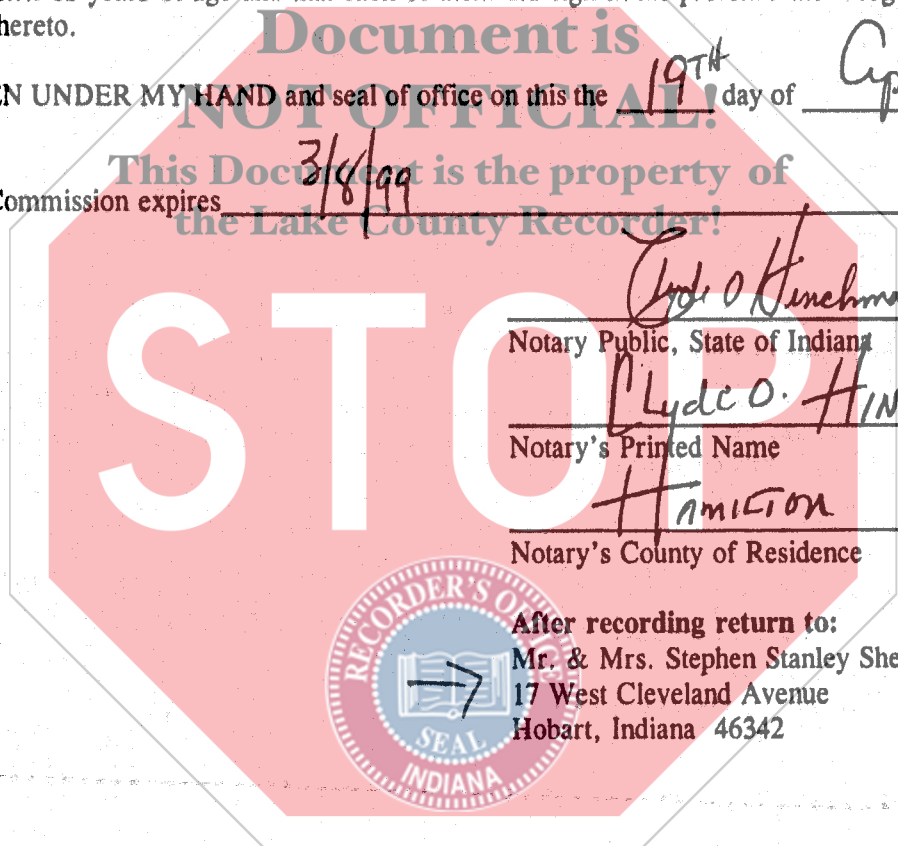 hereto.
Document is
NOT OFFICIAL!
This Document is the property of
the Lake County Recorder!
EN UNDER MY HAND and seal of office on this the 19TH day of
Commission expires 3/8/99
STOP
Clyde O Hinchma
Notary Public, State of Indiana
Clyde O. HIN
Notary's Printed Name
HAMILTON
Notary's County of Residence
RECORDER'S OFFICE
SEAL
INDIANA
After recording return to:
Mr. & Mrs. Stephen Stanley She
17 West Cleveland Avenue
Hobart, Indiana 46342